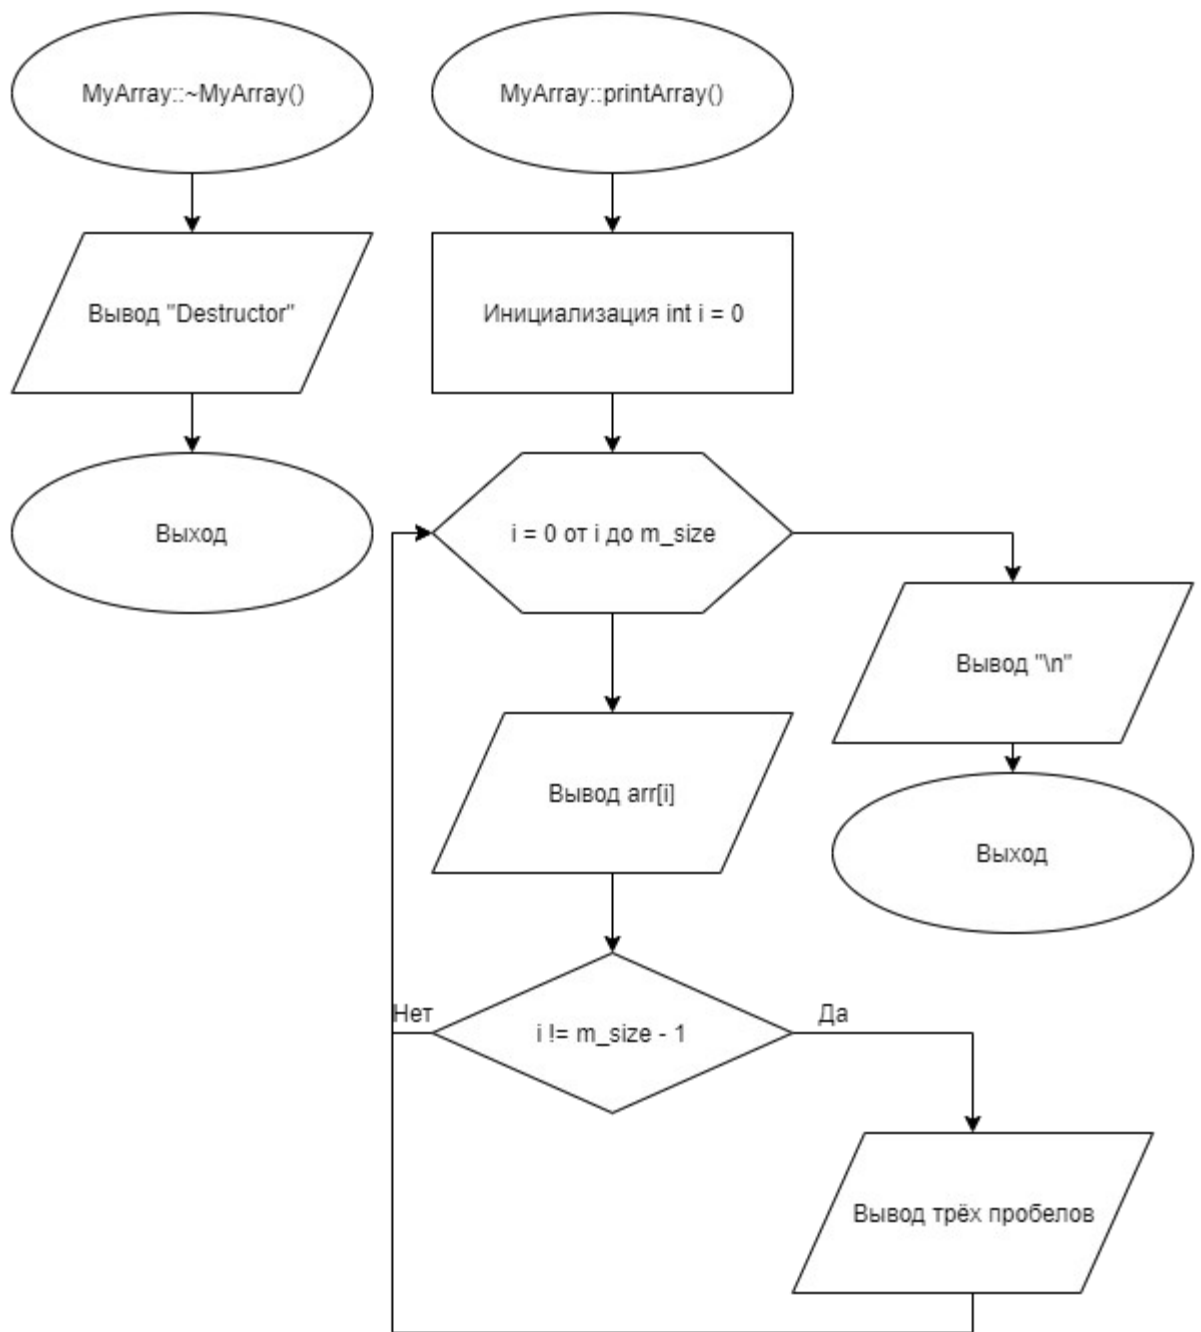 MyArray::~MyArray()
MyArray::printArray()
Вывод "Destructor"
Инициализация int i = 0
Выход
i = 0 от i до m_size
Вывод "\n"
Вывод arr[i]
Выход
Нет
i != m_size - 1
Да
Вывод трёх пробелов